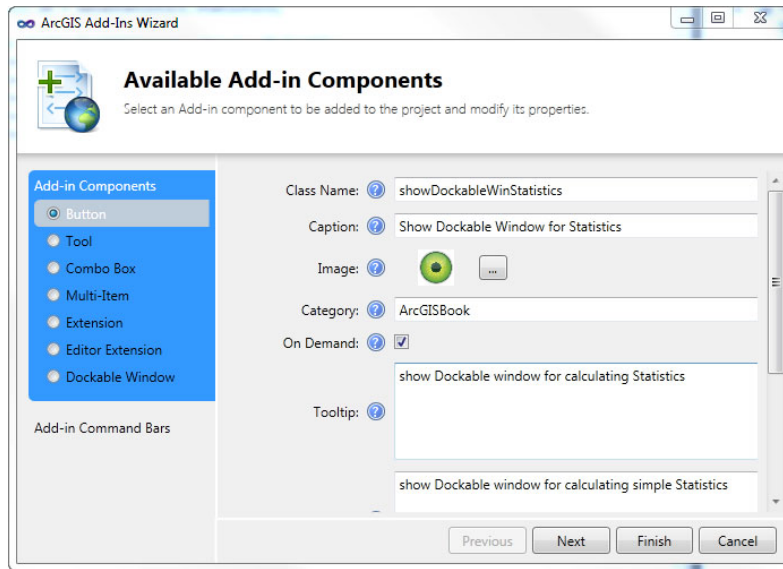 ArcGIS Add-Ins Wizard
Available Add-in Components
Select an Add-in component to be added to the project and modify its properties.
Add-in Components
Button
Tool
Combo Box
Multi-Item
Extension
Editor Extension
Dockable Window
Add-in Command Bars
Class Name: ? showDockableWinStatistics
Caption: ? Show Dockable Window for Statistics
Image: ? ...
Category: ? ArcGISBook
On Demand: ?
Tooltip: ? show Dockable window for calculating Statistics
show Dockable window for calculating simple Statistics
Previous Next Finish Cancel